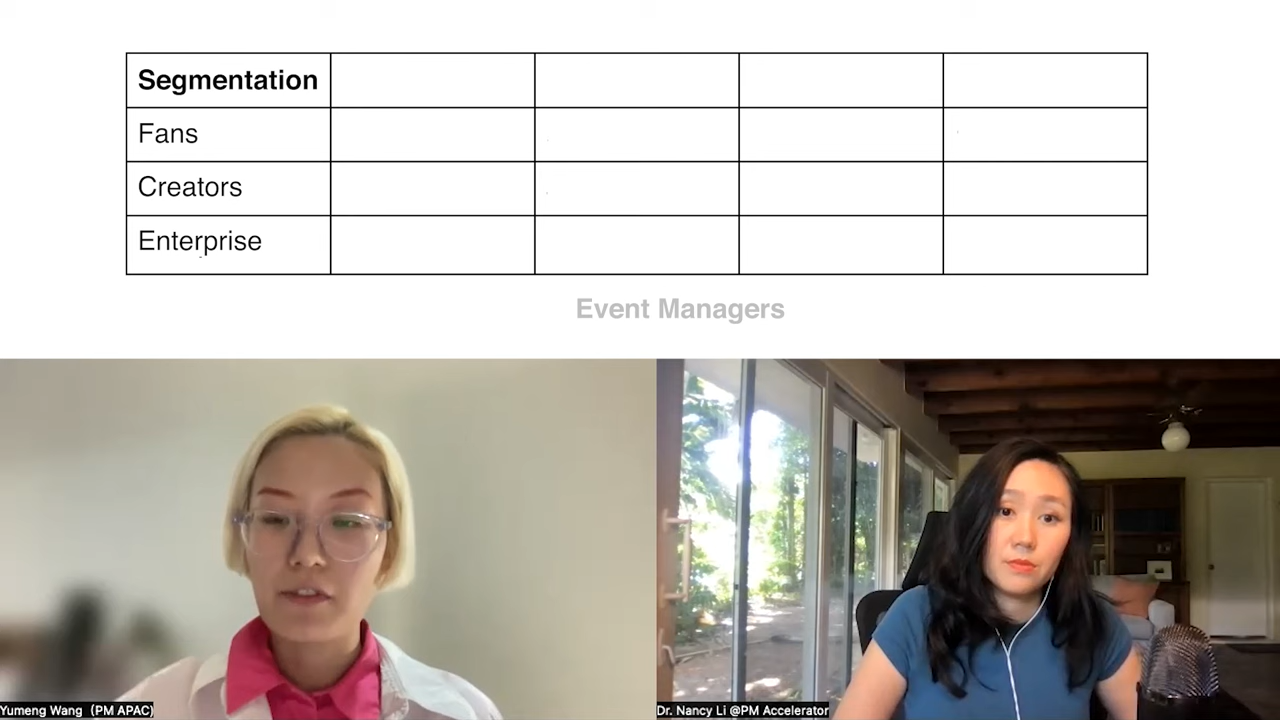 Segmentation
Fans
Creators
Enterprise
Event Managers
Yumeng Wang（PM APAC)
Dr. Nancy Li @PM Accelerator